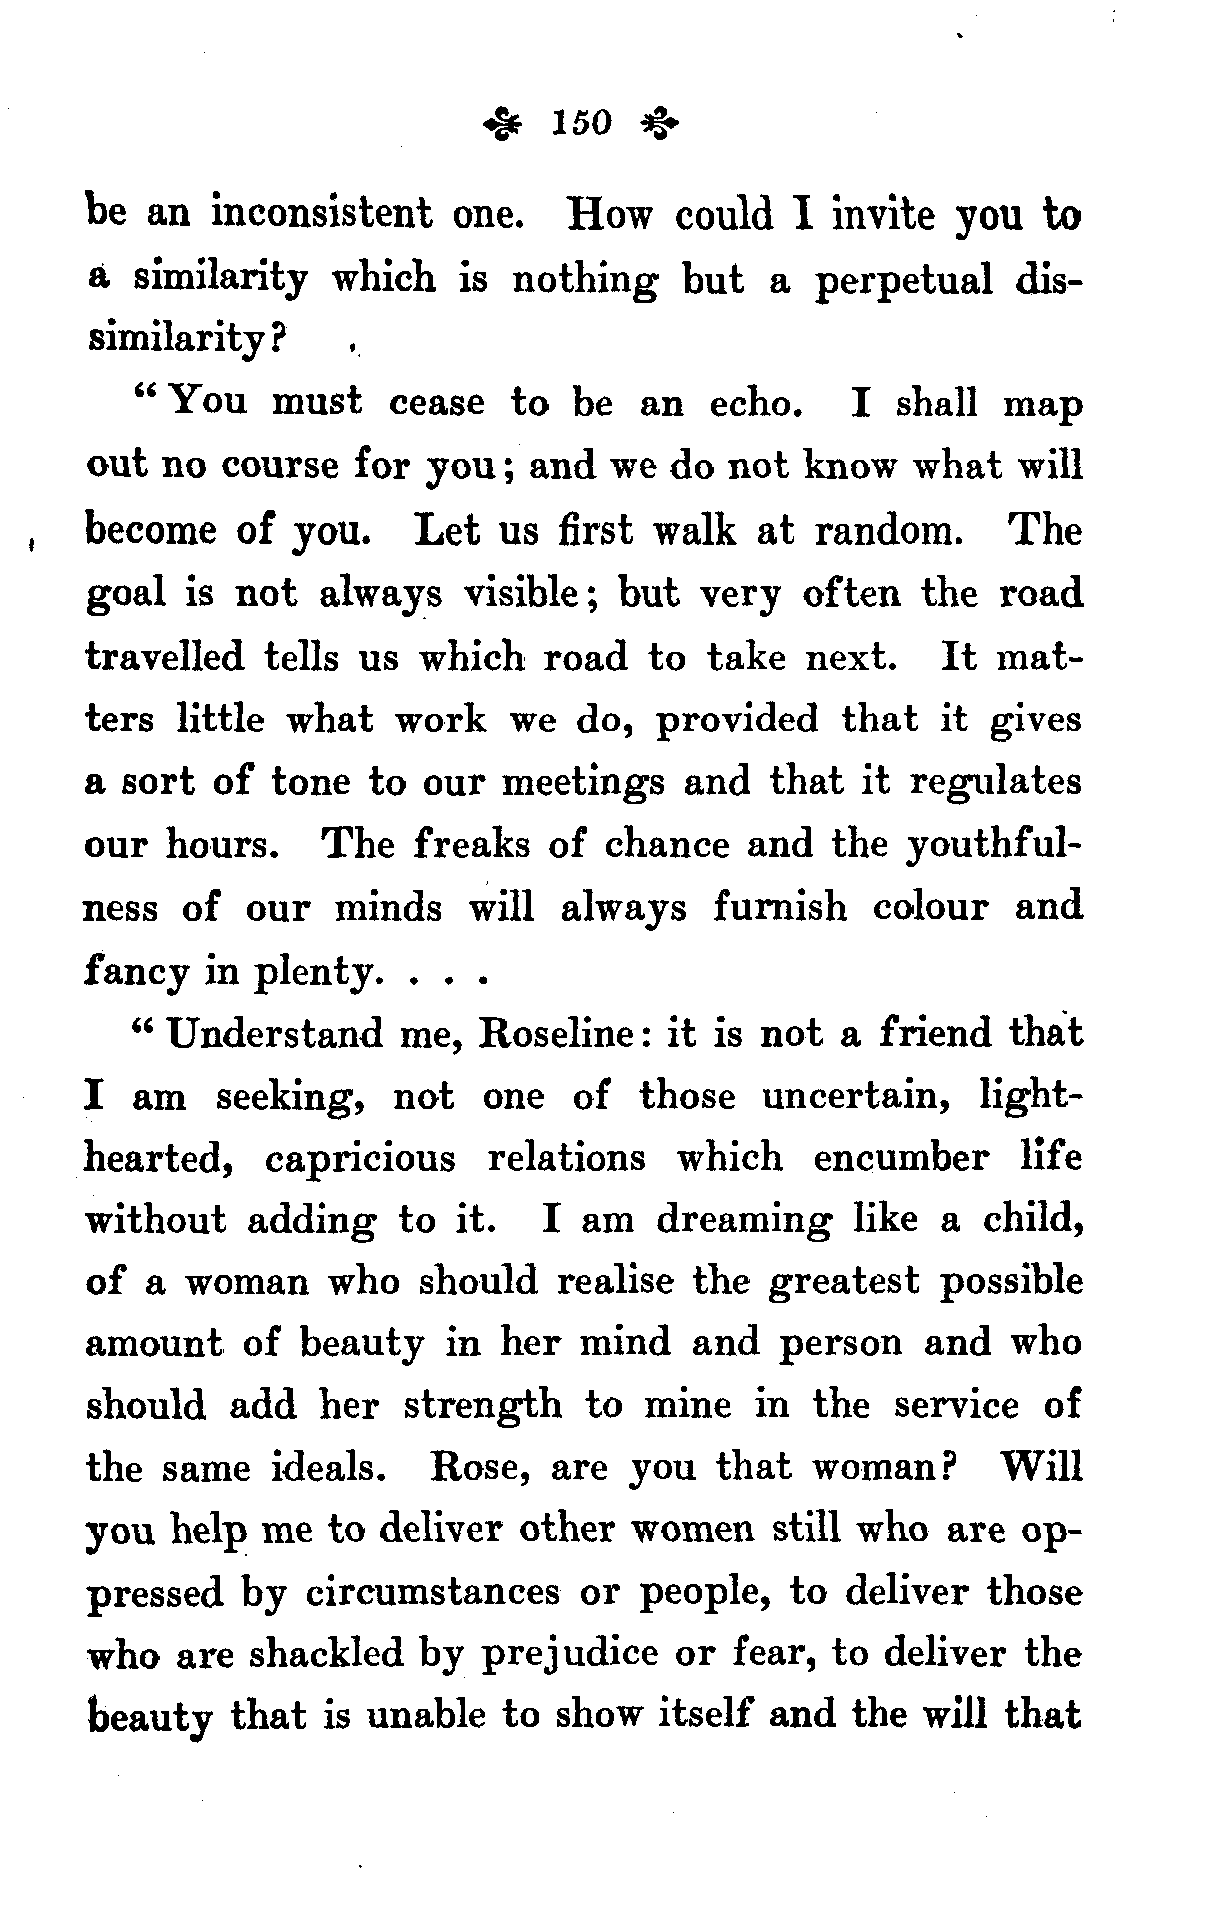 150
be an inconsistent one. How could I invite you to
a similarity which is nothing but a perpetual dis-
similarity?
“You must cease to be an echo. I shall map
out no course for you; and we do not know what will
become of you. Let us first walk at random. The
goal is not always visible; but very often the road
travelled tells us which road to take next. It mat-
ters little what work we do, provided that it gives
a sort of tone to our meetings and that it regulates
our hours. The freaks of chance and the youthful-
ness of our minds will always furnish colour and
fancy in plenty. . . .
“Understand me, Roseline: it is not a friend that
I am seeking, not one of those uncertain, light-
hearted, capricious relations which encumber life
without adding to it. I am dreaming like a child,
of a woman who should realise the greatest possible
amount of beauty in her mind and person and who
should add her strength to mine in the service of
the same ideals. Rose, are you that woman? Will
you help me to deliver other women still who are op-
pressed by circumstances or people, to deliver those
who are shackled by prejudice or fear, to deliver the
beauty that is unable to show itself and the will that